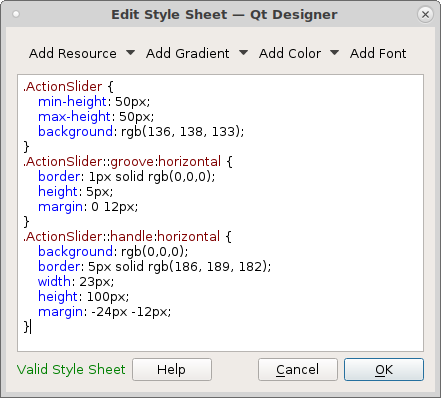 Edit Style Sheet — Qt Designer
Add Resource Add Gradient Add Color Add Font
.ActionSlider {
    min-height: 50px;
    max-height: 50px;
    background: rgb(136, 138, 133);
}
.ActionSlider::groove:horizontal {
    border: 1px solid rgb(0,0,0);
    height: 5px;
    margin: 0 12px;
}
.ActionSlider::handle:horizontal {
    background: rgb(0,0,0);
    border: 5px solid rgb(186, 189, 182);
    width: 23px;
    height: 100px;
    margin: -24px -12px;
}
Valid Style Sheet Help Cancel OK